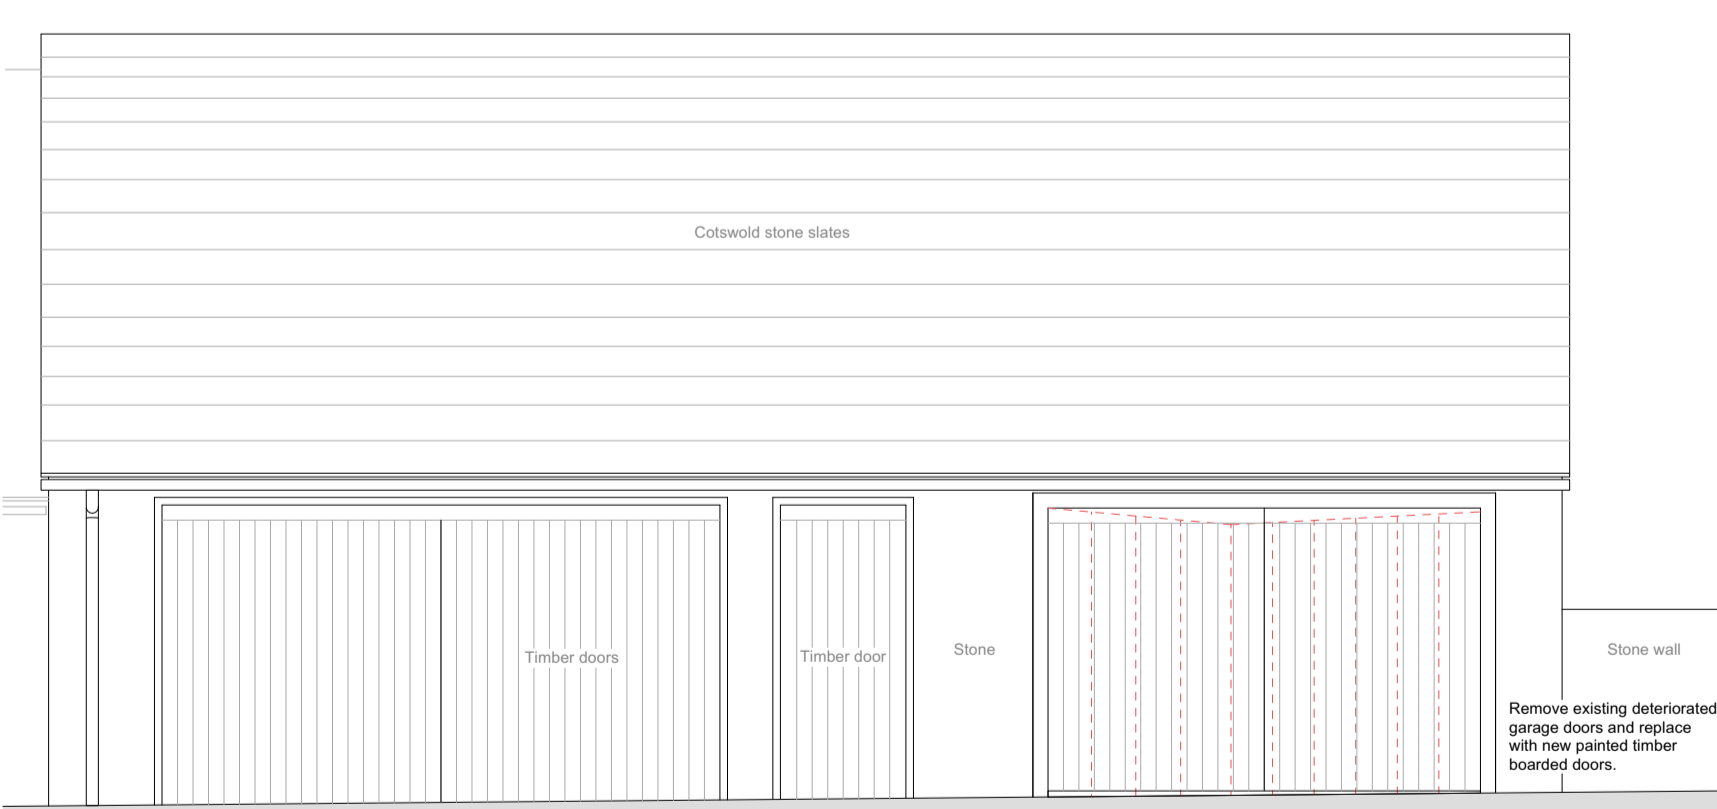 Cotswold stone slates
Timber doors
Timber door
Stone
Stone wall
Remove existing deteriorated
garage doors and replace
with new painted timber
boarded doors.